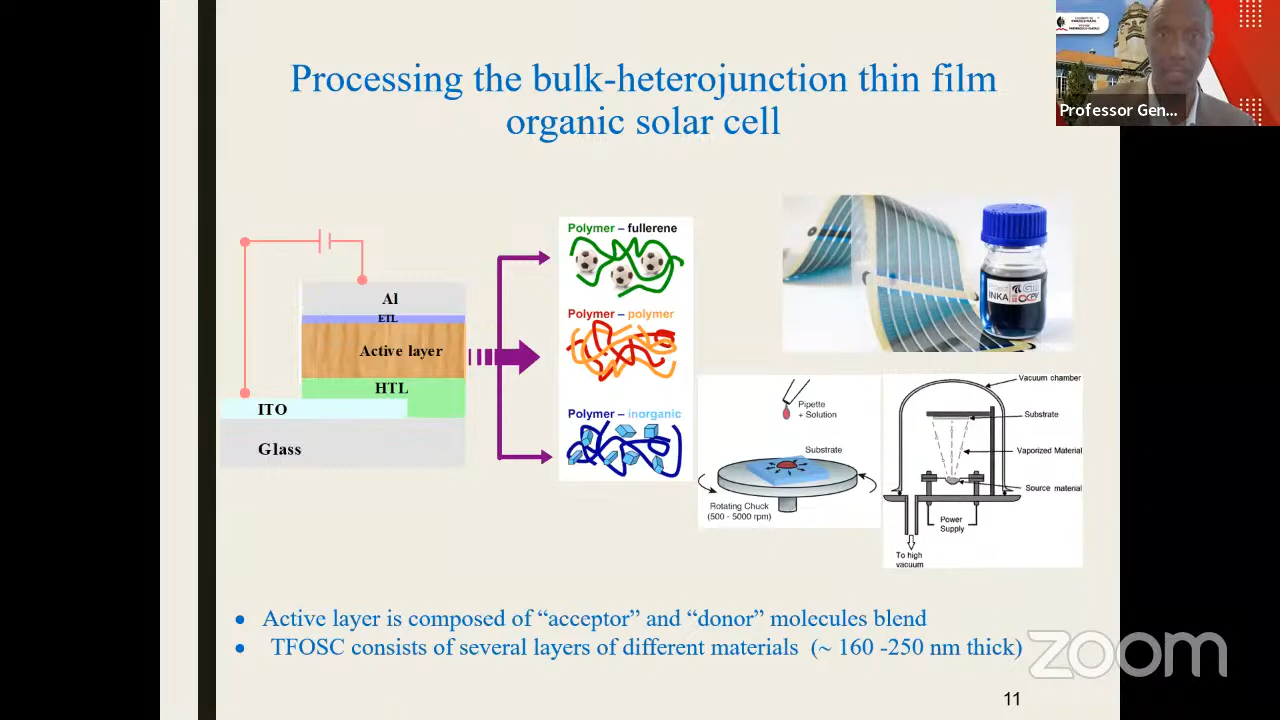 Processing the bulk-heterojunction thin film
organic solar cell
Professor Gen...
Al
ETL
Active layer
HTL
ITO
Glass
Polymer – fullerene
Polymer – polymer
Polymer – inorganic
INKA
OPV
Pipette
+ Solution
Substrate
Rotating Chuck
(500 - 5000 rpm)
Vacuum chamber
Substrate
Vaporized Material
Source material
Power
Supply
To high
vacuum
• Active layer is composed of “acceptor” and “donor” molecules blend
• TFOSC consists of several layers of different materials (~ 160 -250 nm thick)
zoom
11